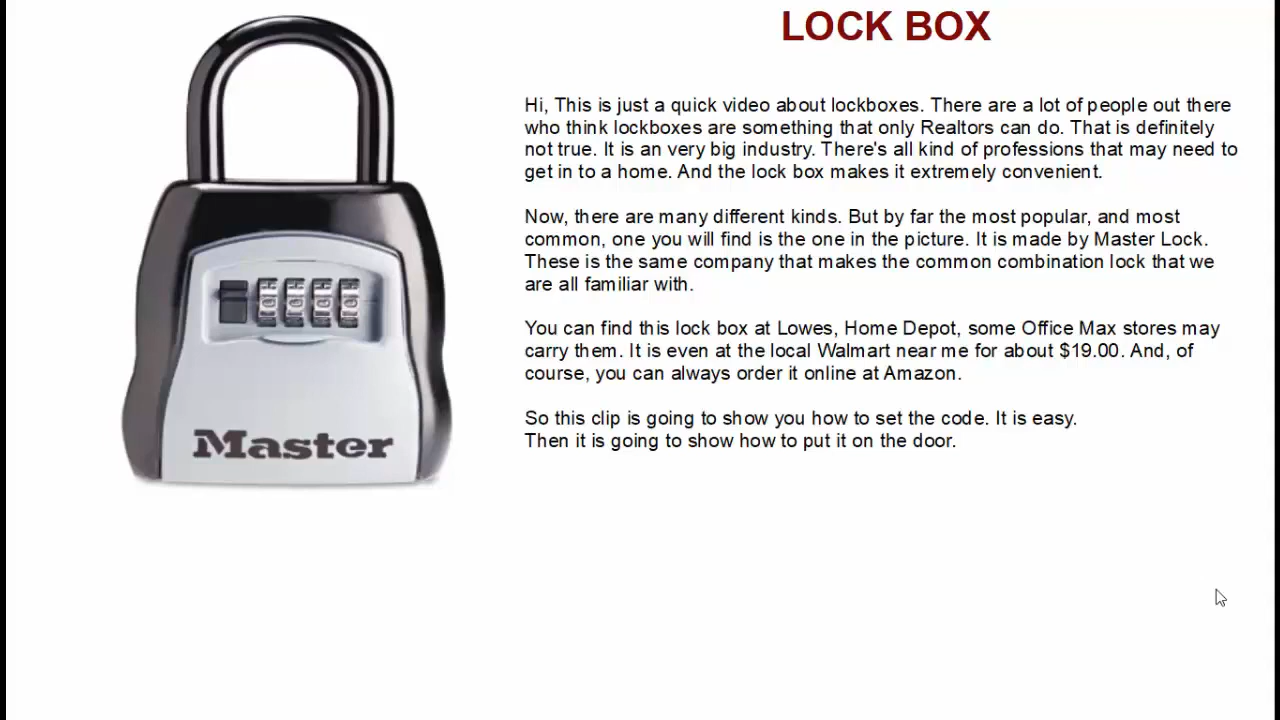 LOCK BOX
Hi, This is just a quick video about lockboxes. There are a lot of people out there
who think lockboxes are something that only Realtors can do. That is definitely
not true. It is an very big industry. There's all kind of professions that may need to
get in to a home. And the lock box makes it extremely convenient.
Now, there are many different kinds. But by far the most popular, and most
common, one you will find is the one in the picture. It is made by Master Lock.
These is the same company that makes the common combination lock that we
are all familiar with.
You can find this lock box at Lowes, Home Depot, some Office Max stores may
carry them. It is even at the local Walmart near me for about $19.00. And, of
course, you can always order it online at Amazon.
So this clip is going to show you how to set the code. It is easy.
Then it is going to show how to put it on the door.
Master